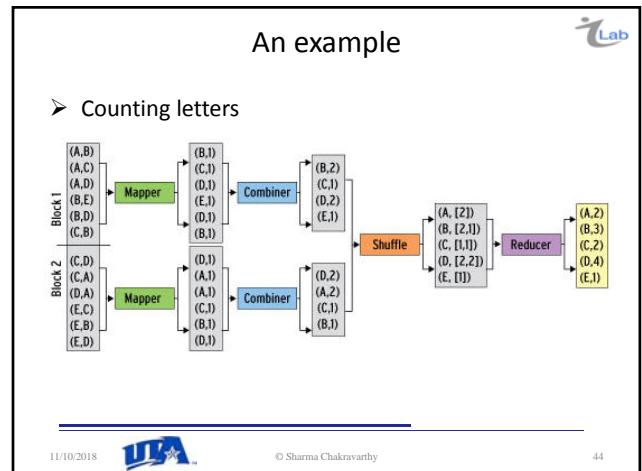 An example
iLab
➢ Counting letters
Block 1
(A,B)
(A,C)
(A,D)
(B,E)
(B,D)
(C,B)
Mapper
(B,1)
(C,1)
(D,1)
(E,1)
(D,1)
(B,1)
Combiner
(B,2)
(C,1)
(D,2)
(E,1)
Block 2
(C,D)
(C,A)
(D,A)
(E,C)
(E,B)
(E,D)
Mapper
(D,1)
(A,1)
(A,1)
(C,1)
(B,1)
(D,1)
Combiner
(D,2)
(A,2)
(C,1)
(B,1)
Shuffle
(A, [2])
(B, [2,1])
(C, [1,1])
(D, [2,2])
(E, [1])
Reducer
(A,2)
(B,3)
(C,2)
(D,4)
(E,1)
11/10/2018
UTA
© Sharma Chakravarthy
44